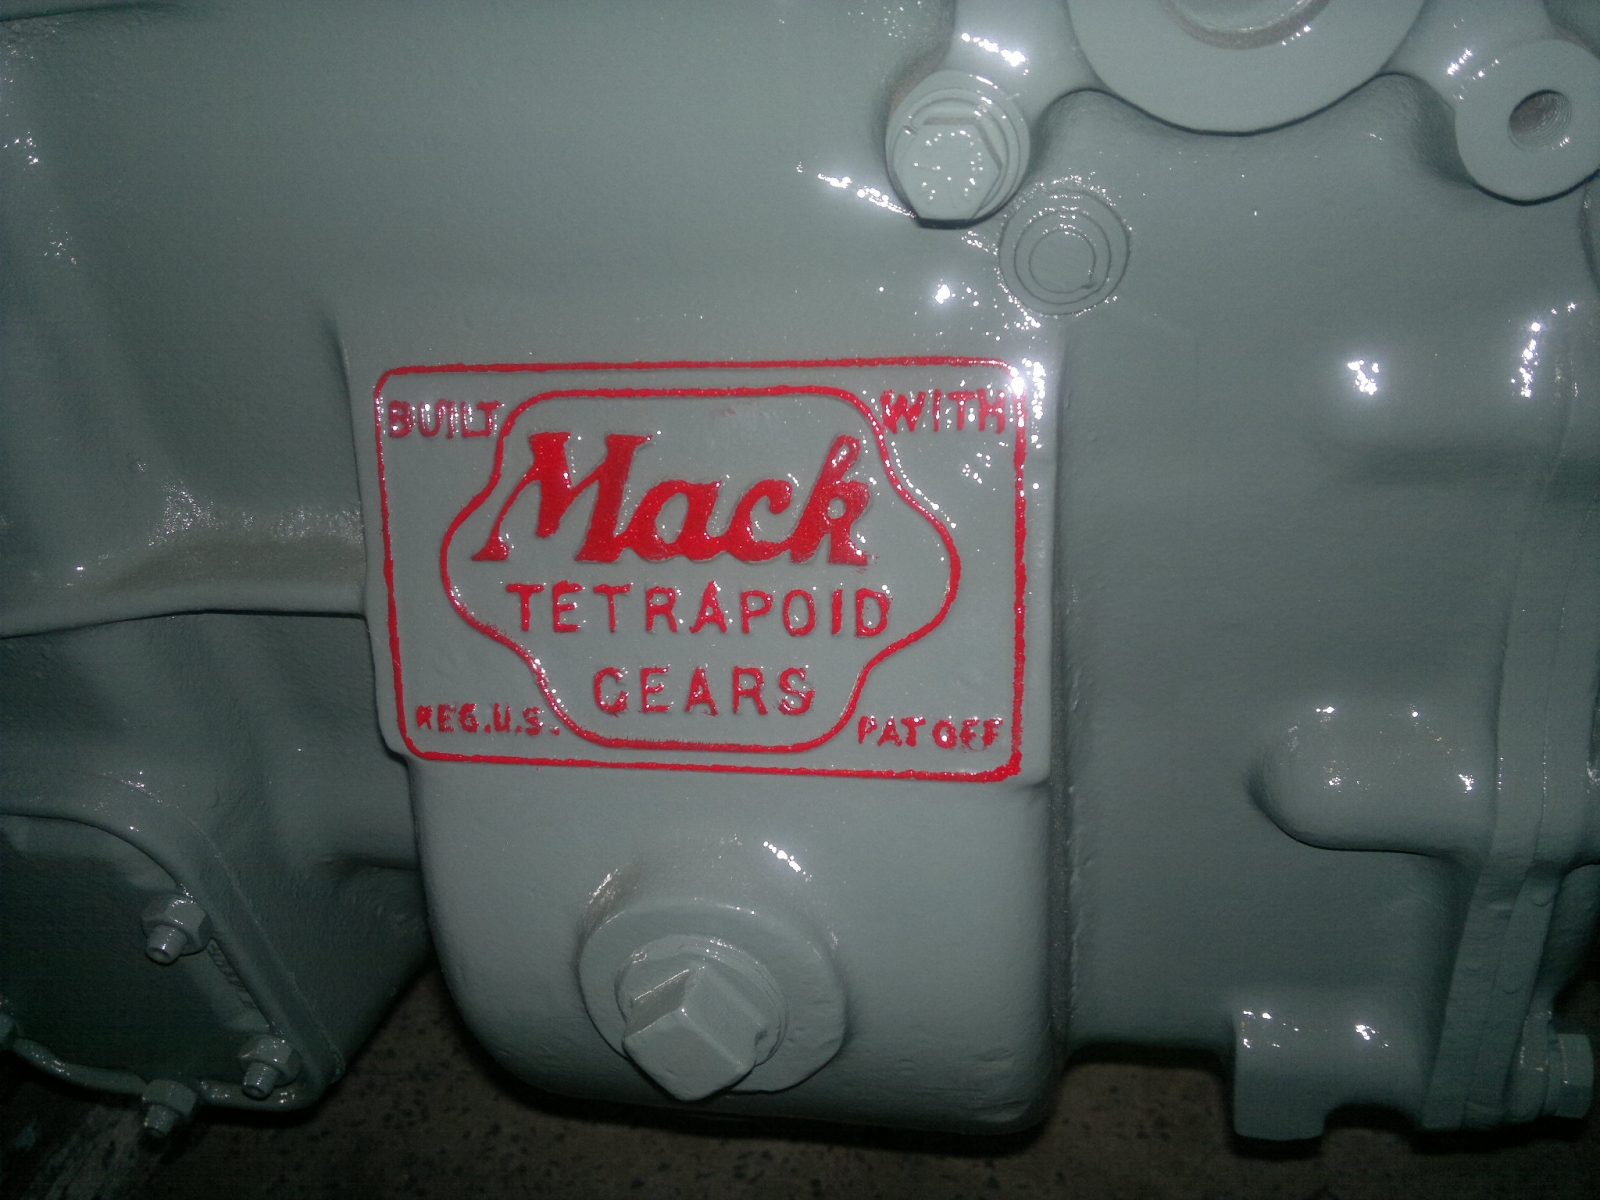 BUILT WITH
Mack
TETRAPOID
GEARS
REG.U.S. PAT OFF